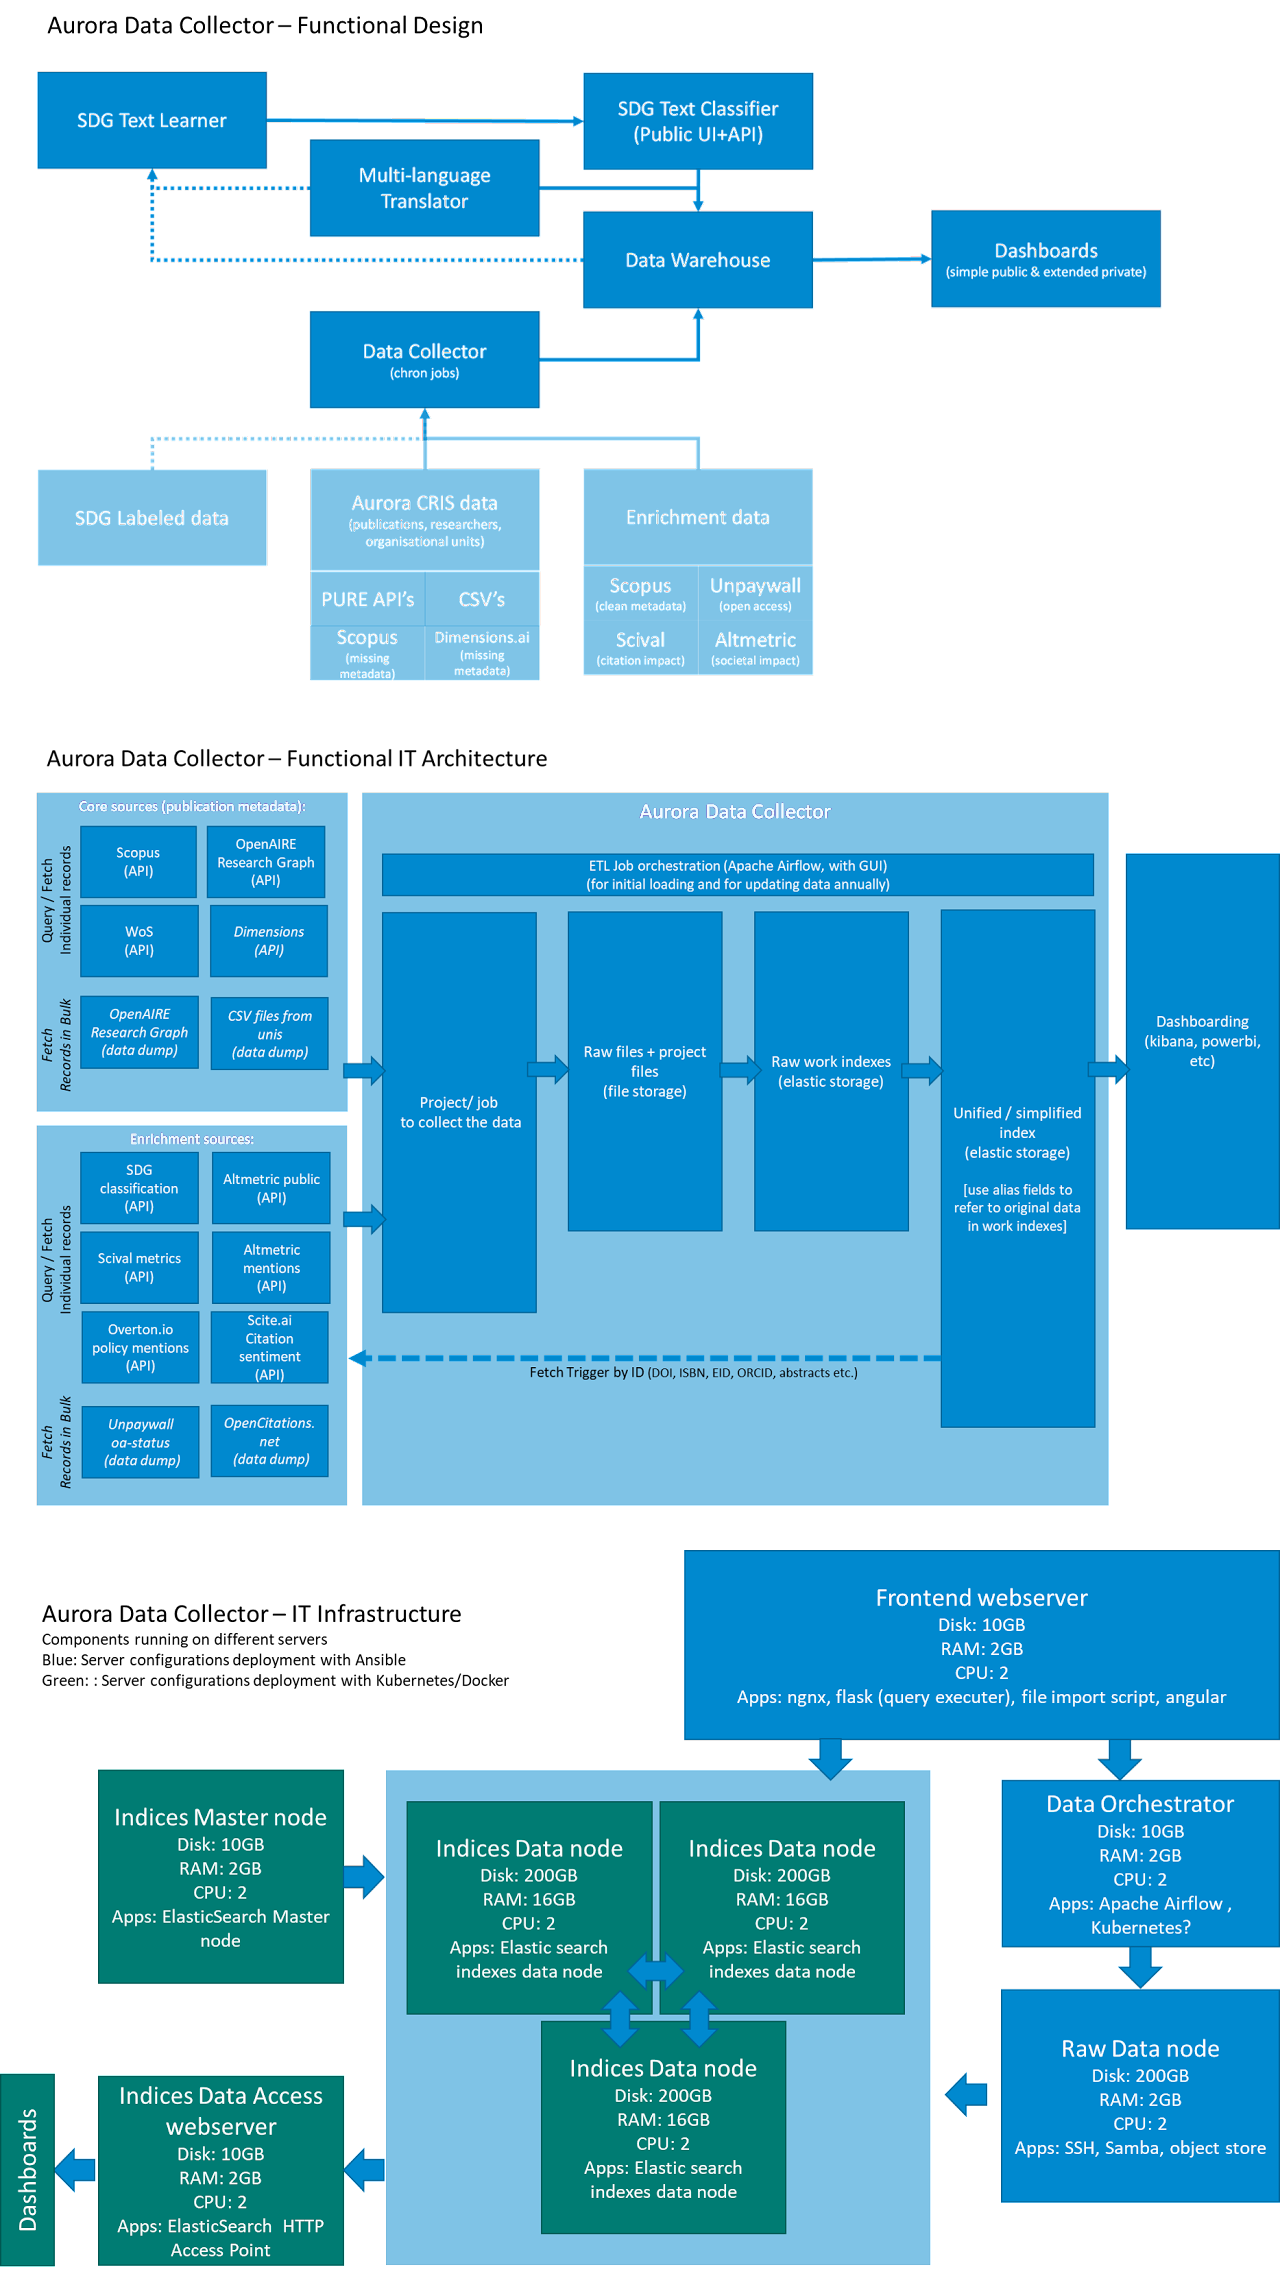 Aurora Data Collector – Functional Design
SDG Text Learner
SDG Text Classifier
(Public UI+API)
Multi-language
Translator
Data Warehouse
Dashboards
(simple public & extended private)
Data Collector
(chron jobs)
SDG Labeled data
Aurora CRIS data
(publications, researchers,
organisational units)
PURE API's
CSV's
Scopus
(missing
metadata)
Dimensions.ai
(missing
metadata)
Enrichment data
Scopus
(clean metadata)
Unpaywall
(open access)
Scival
(citation impact)
Altmetric
(societal impact)
Aurora Data Collector – Functional IT Architecture
Core sources (publication metadata):
Query / Fetch
Individual records
Scopus
(API)
OpenAIRE
Research Graph
(API)
WoS
(API)
Dimensions
(API)
Fetch
Records in Bulk
OpenAIRE
Research Graph
(data dump)
CSV files from
unis
(data dump)
Enrichment sources:
Query / Fetch
Individual records
SDG
classification
(API)
Altmetric public
(API)
Scival metrics
(API)
Altmetric
mentions
(API)
Overton.io
policy mentions
(API)
Scite.ai
Citation
sentiment
(API)
Fetch
Records in Bulk
Unpaywall
oa-status
(data dump)
OpenCitations.
net
(data dump)
Aurora Data Collector
ETL Job orchestration (Apache Airflow, with GUI)
(for initial loading and for updating data annually)
Project/ job
to collect the data
Raw files + project
files
(file storage)
Raw work indexes
(elastic storage)
Unified / simplified
index
(elastic storage)
[use alias fields to
refer to original data
in work indexes]
Dashboarding
(kibana, powerbi,
etc)
Fetch Trigger by ID (DOI, ISBN, EID, ORCID, abstracts etc.)
Aurora Data Collector – IT Infrastructure
Components running on different servers
Blue: Server configurations deployment with Ansible
Green: : Server configurations deployment with Kubernetes/Docker
Frontend webserver
Disk: 10GB
RAM: 2GB
CPU: 2
Apps: ngnx, flask (query executer), file import script, angular
Indices Master node
Disk: 10GB
RAM: 2GB
CPU: 2
Apps: ElasticSearch Master
node
Indices Data node
Disk: 200GB
RAM: 16GB
CPU: 2
Apps: Elastic search
indexes data node
Indices Data node
Disk: 200GB
RAM: 16GB
CPU: 2
Apps: Elastic search
indexes data node
Data Orchestrator
Disk: 10GB
RAM: 2GB
CPU: 2
Apps: Apache Airflow ,
Kubernetes?
Indices Data node
Disk: 200GB
RAM: 16GB
CPU: 2
Apps: Elastic search
indexes data node
Raw Data node
Disk: 200GB
RAM: 2GB
CPU: 2
Apps: SSH, Samba, object store
Dashboards
Indices Data Access
webserver
Disk: 10GB
RAM: 2GB
CPU: 2
Apps: ElasticSearch HTTP
Access Point